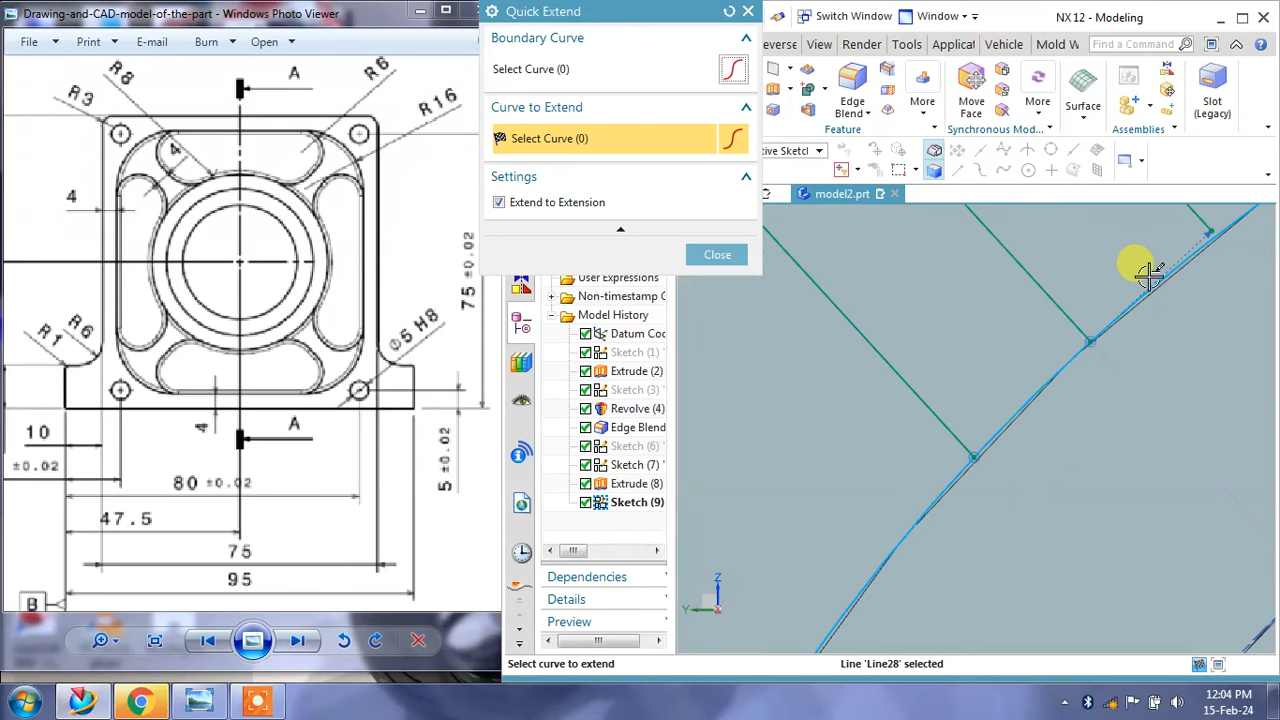 Drawing-and-CAD-model-of-the-part - Windows Photo Viewer
File
Print
E-mail
Burn
Open
A
R6
R8
R3
R16
4
4
75 ±0.02
R1
R6
Ø5 H8
A
4
10
±0.02
5 ±0.02
80 ±0.02
47.5
75
95
B
Quick Extend
Boundary Curve
Select Curve (0)
Curve to Extend
Select Curve (0)
Settings
Extend to Extension
Close
Switch Window
Window
NX 12 - Modeling
everse
View
Render
Tools
Applicat
Vehicle
Mold W
Find a Command
Edge
Blend
More
Move
Face
More
Surface
Slot
(Legacy)
Feature
Synchronous Mod...
Assemblies
tive Sketcl
model2.prt
User Expressions
Non-timestamp C
Model History
Datum Coo
Sketch (1)
Extrude (2)
Sketch (3)
Revolve (4)
Edge Blend
Sketch (6)
Sketch (7)
Extrude (8)
Sketch (9)
Dependencies
Details
Preview
Z
Y
X
Select curve to extend
Line 'Line28' selected
12:04 PM
15-Feb-24